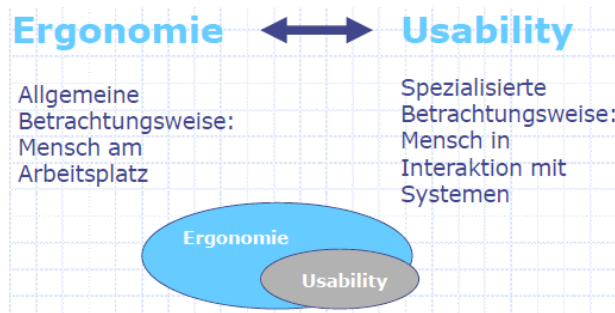 Ergonomie
Usability
Allgemeine
Betrachtungsweise:
Mensch am
Arbeitsplatz
Spezialisierte
Betrachtungsweise:
Mensch in
Interaktion mit
Systemen
Ergonomie
Usability